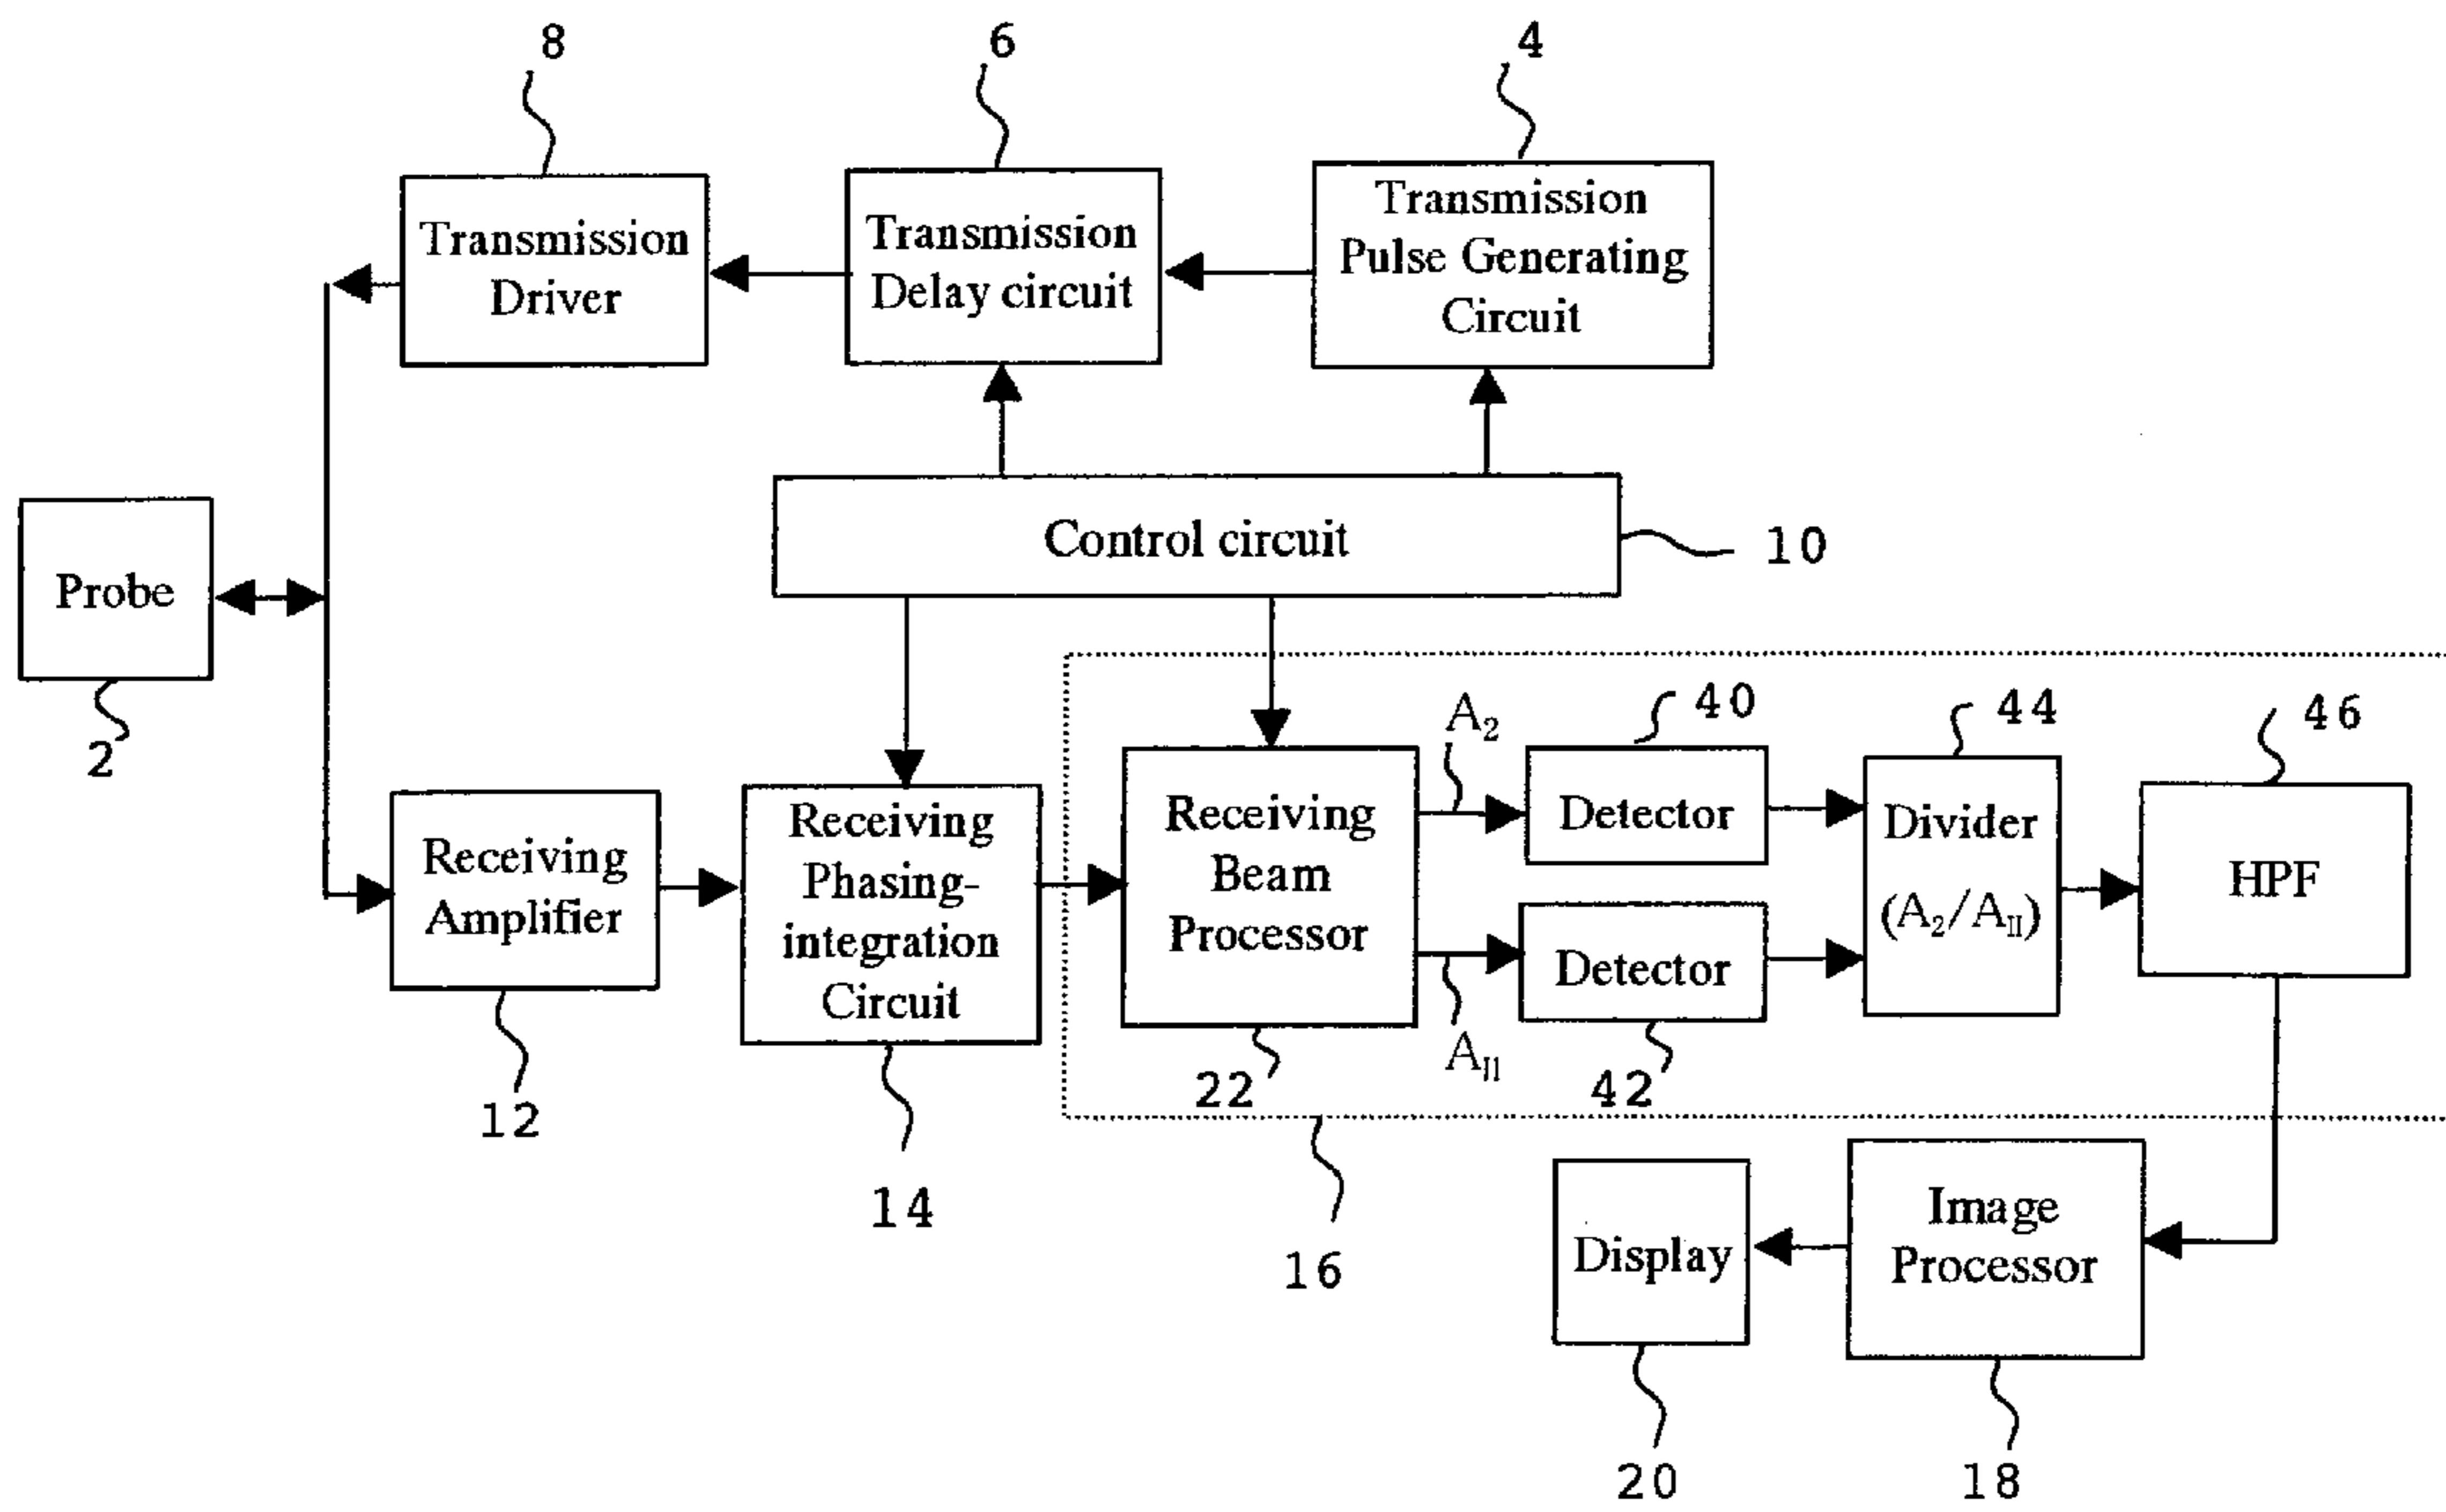 8
6
4
Transmission
Driver
Transmission
Delay circuit
Transmission
Pulse Generating
Circuit
Control circuit
10
Probe
2
Receiving
Amplifier
12
Receiving
Phasing-
integration
Circuit
14
Receiving
Beam
Processor
22
A₂
A||
40
Detector
Detector
42
44
Divider
(A₂/A||)
46
HPF
16
Display
20
Image
Processor
18